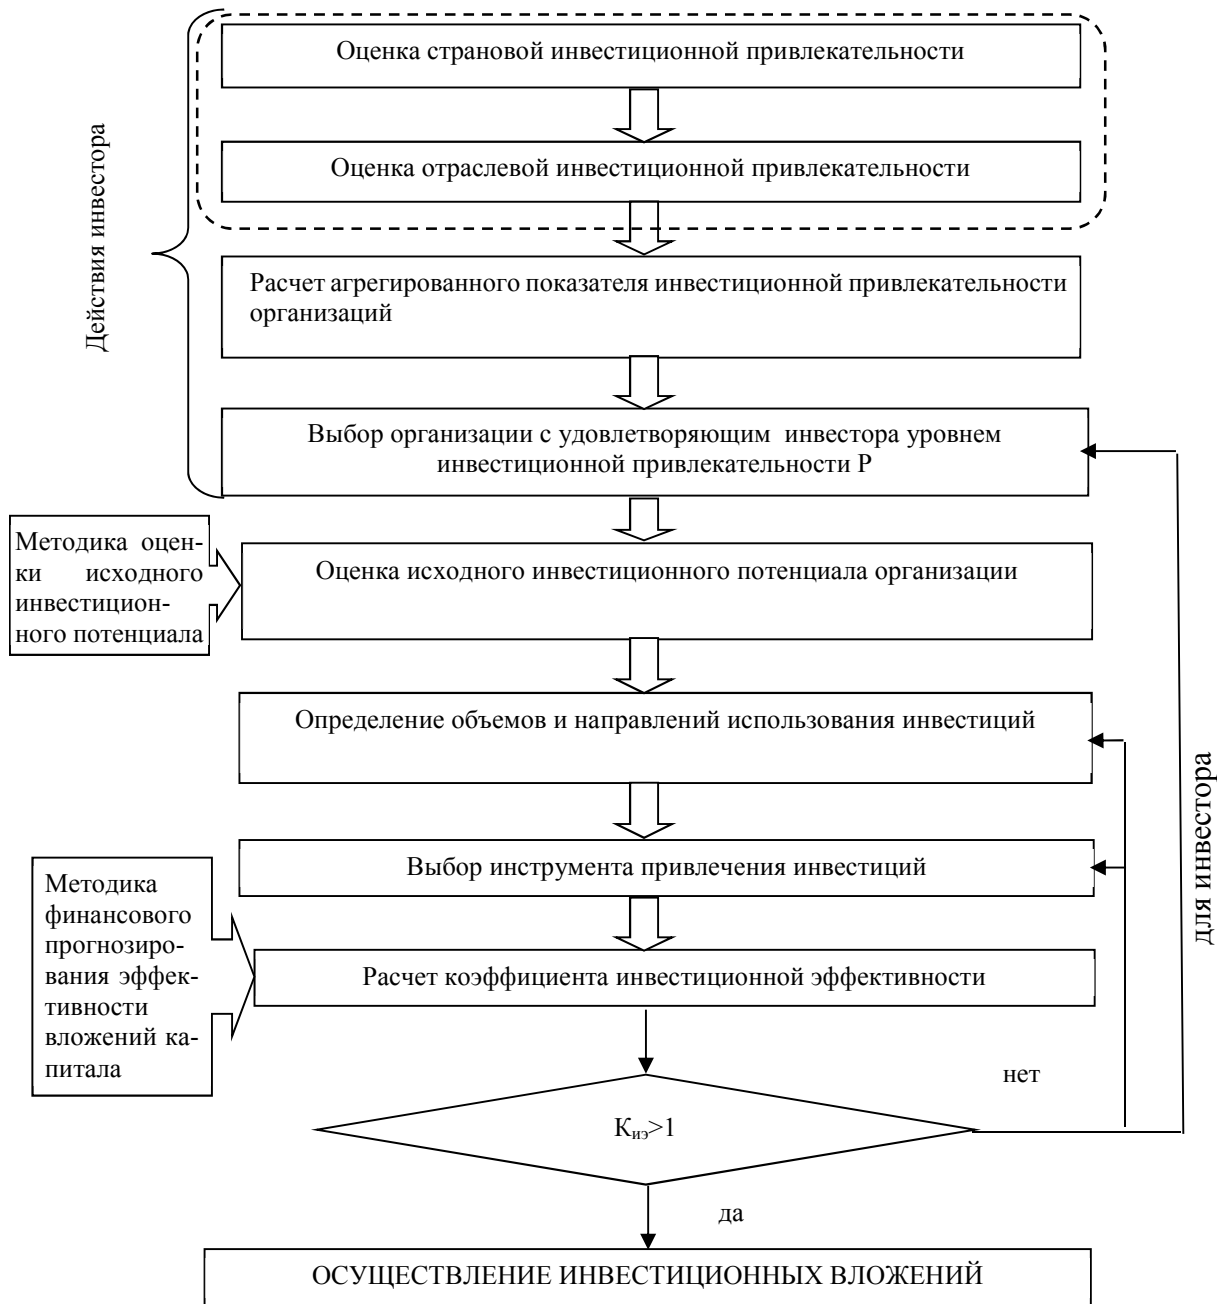 Оценка страновой инвестиционной привлекательности
Оценка отраслевой инвестиционной привлекательности
Действия инвестора
Расчет агрегированного показателя инвестиционной привлекательности
организаций
Выбор организации с удовлетворяющим инвестора уровнем
инвестиционной привлекательности Р
Методика оцен-
ки исходного
инвестицион-
ного потенциала
Оценка исходного инвестиционного потенциала организации
Определение объемов и направлений использования инвестиций
для инвестора
Выбор инструмента привлечения инвестиций
Методика
финансового
прогнозиро-
вания эффек-
тивности
вложений ка-
питала
Расчет коэффициента инвестиционной эффективности
нет
Киэ>1
да
ОСУЩЕСТВЛЕНИЕ ИНВЕСТИЦИОННЫХ ВЛОЖЕНИЙ